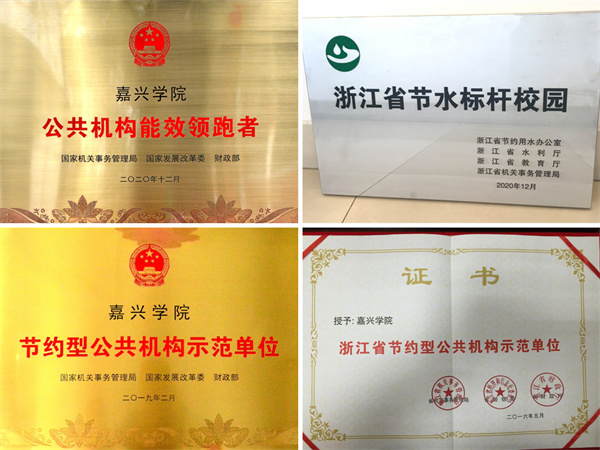 嘉兴学院
公共机构能效领跑者
国家机关事务管理局 国家发展改革委 财政部
二〇二〇年十二月
浙江省节水标杆校园
浙江省节约用水办公室
浙江省水利厅
浙江省教育厅
浙江省机关事务管理局
2020年12月
嘉兴学院
节约型公共机构示范单位
国家机关事务管理局 国家发展改革委 财政部
二〇一九年二月
证书
授予:嘉兴学院
浙江省节约型公共机构示范单位
二〇一六年五月